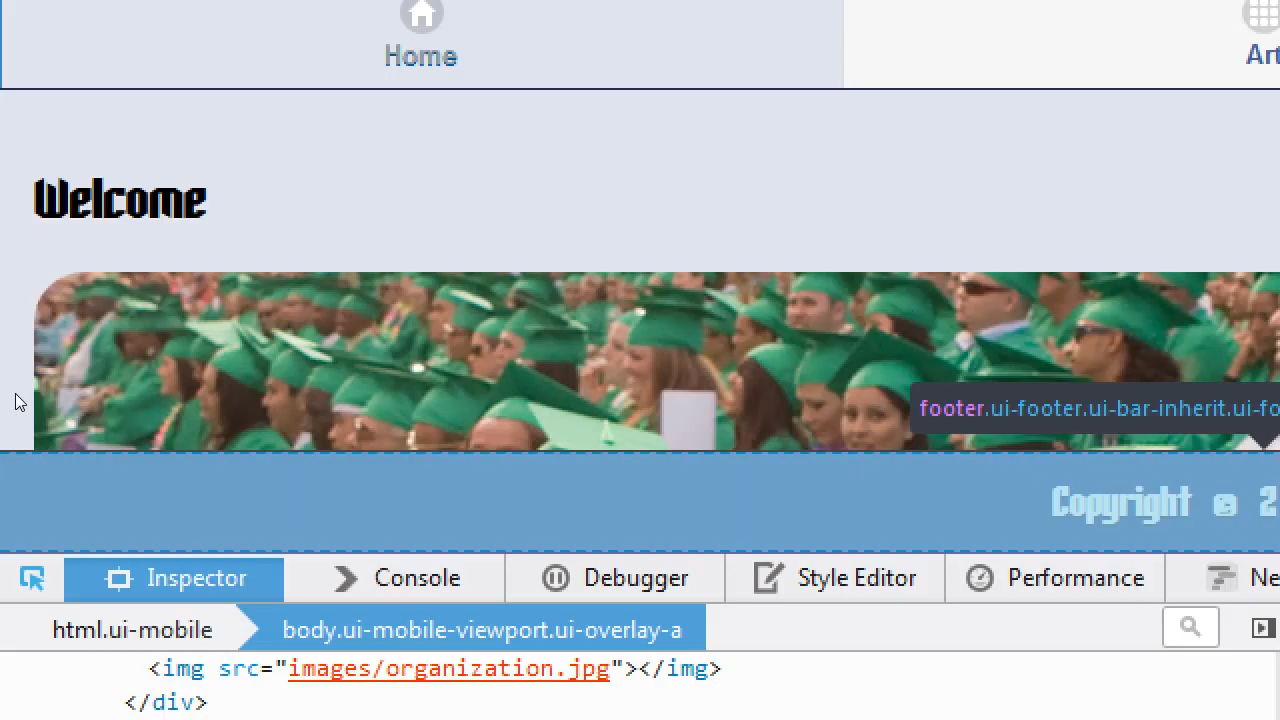 Home
Art
Welcome
footer.ui-footer.ui-bar-inherit.ui-fo
Copyright © 2
Inspector
Console
Debugger
Style Editor
Performance
Ne
html.ui-mobile
body.ui-mobile-viewport.ui-overlay-a
<img src="images/organization.jpg"></img>
</div>